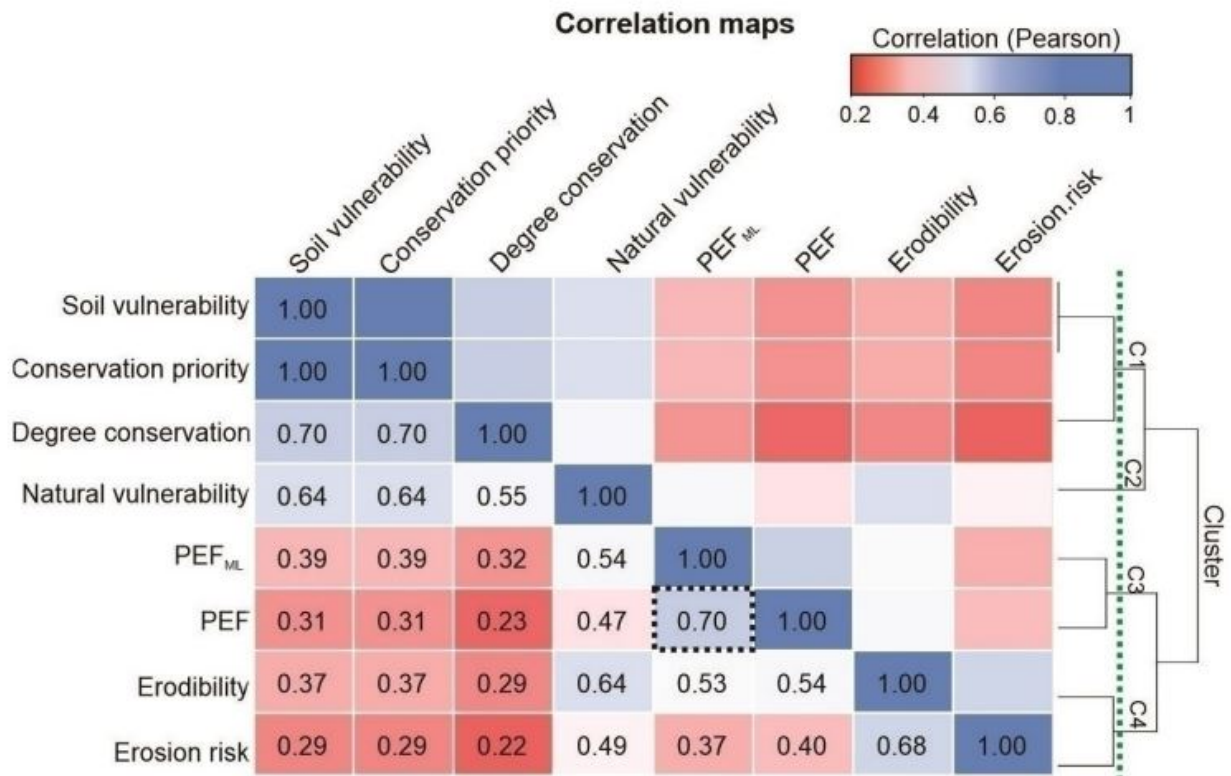 Correlation maps
Correlation (Pearson)
0.2 0.4 0.6 0.8 1
Soil vulnerability
Conservation priority
Degree conservation
Natural vulnerability
PEF ML
PEF
Erodibility
Erosion.risk
Soil vulnerability 1.00
Conservation priority 1.00 1.00
Degree conservation 0.70 0.70 1.00
Natural vulnerability 0.64 0.64 0.55 1.00
PEF ML 0.39 0.39 0.32 0.54 1.00
PEF 0.31 0.31 0.23 0.47 0.70 1.00
Erodibility 0.37 0.37 0.29 0.64 0.53 0.54 1.00
Erosion risk 0.29 0.29 0.22 0.49 0.37 0.40 0.68 1.00
C1
C2
C3
C4
Cluster